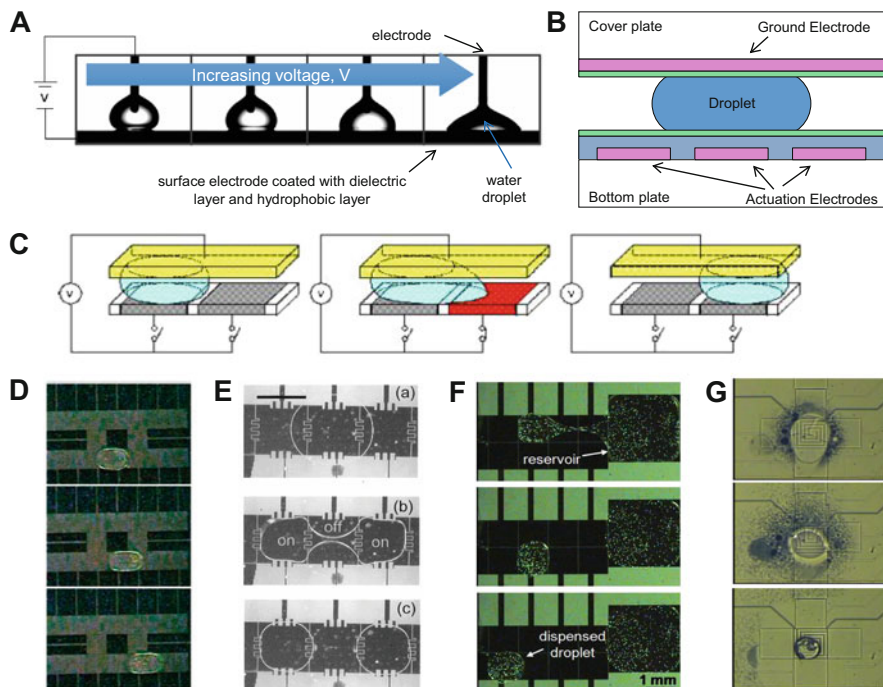 A
electrode
V
Increasing voltage, V
surface electrode coated with dielectric
layer and hydrophobic layer
water
droplet
B
Cover plate
Ground Electrode
Droplet
Bottom plate
Actuation Electrodes
C
V
V
V
D
E
(a)
(b)
off
on
on
(c)
F
reservoir
dispensed
droplet
1 mm
G